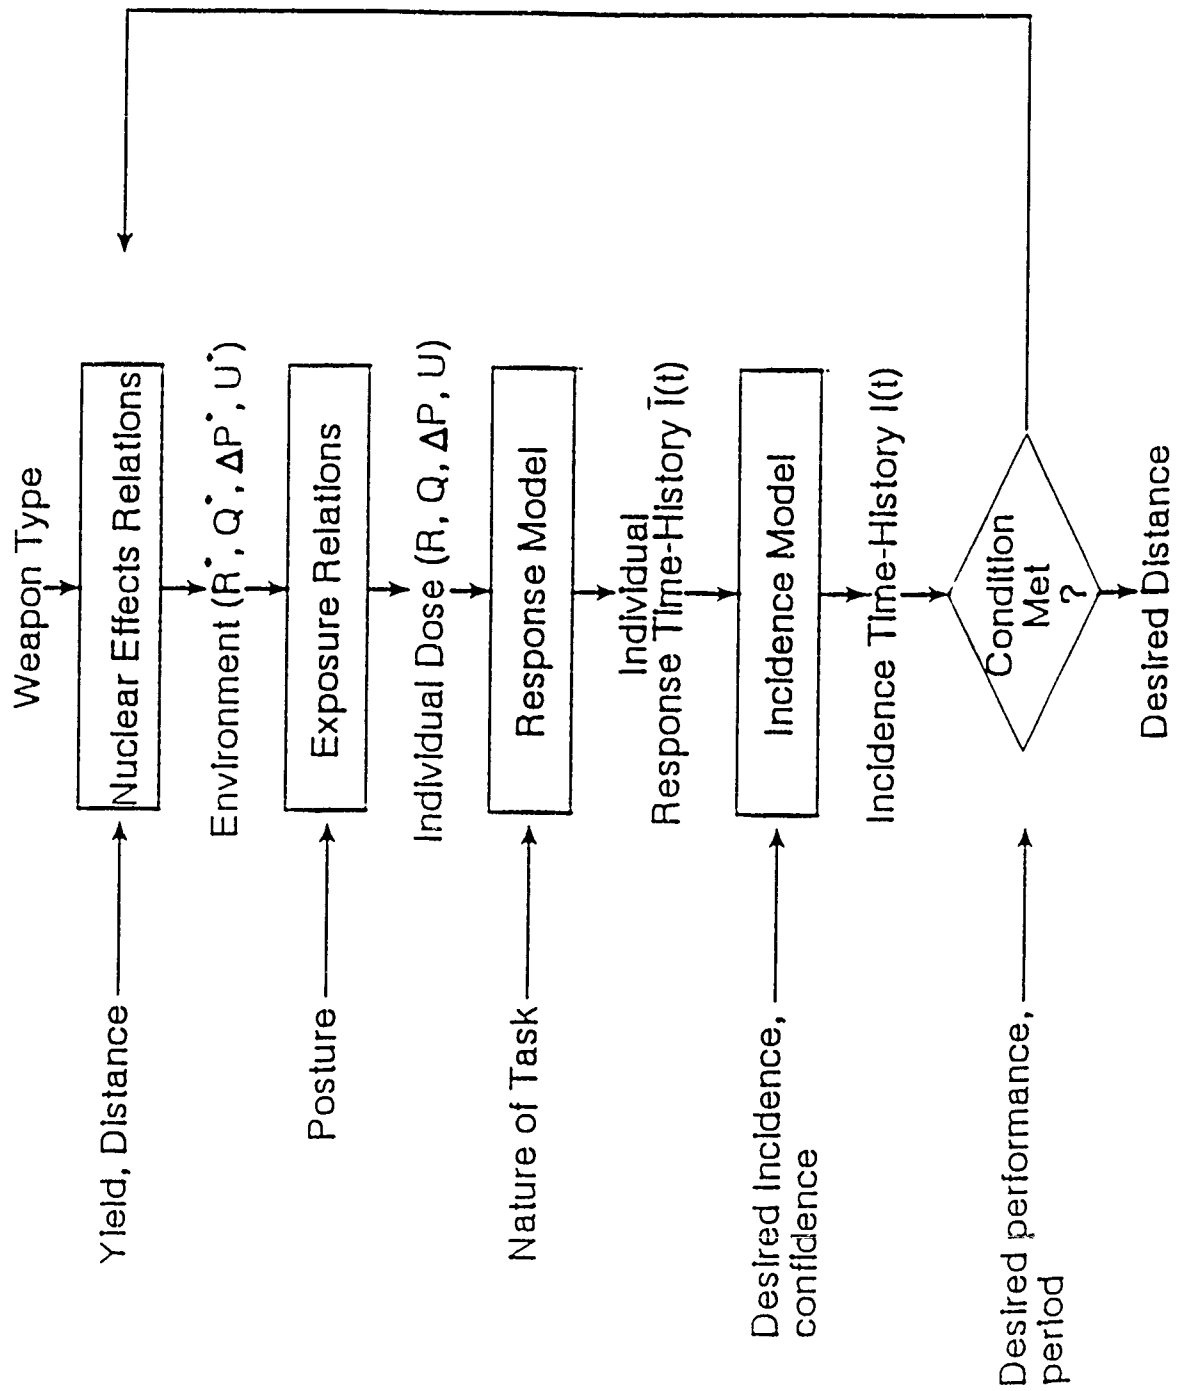 Weapon Type
Yield, Distance
Nuclear Effects Relations
Environment (R*, Q*, ΔP*, U*)
Posture
Exposure Relations
Individual Dose (R, Q, ΔP, U)
Nature of Task
Response Model
Individual
Response Time-History Ī(t)
Desired Incidence,
confidence
Incidence Model
Incidence Time-History I(t)
Desired performance,
period
Condition
Met
?
Desired Distance